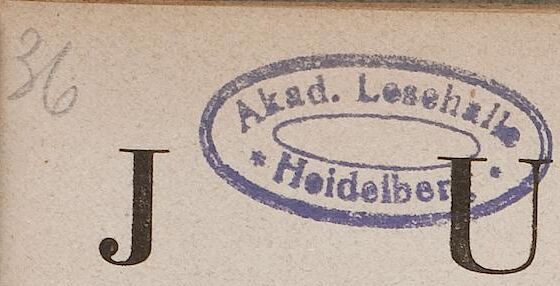 36
Akad. Lesehalle
* Heidelberg *
J U